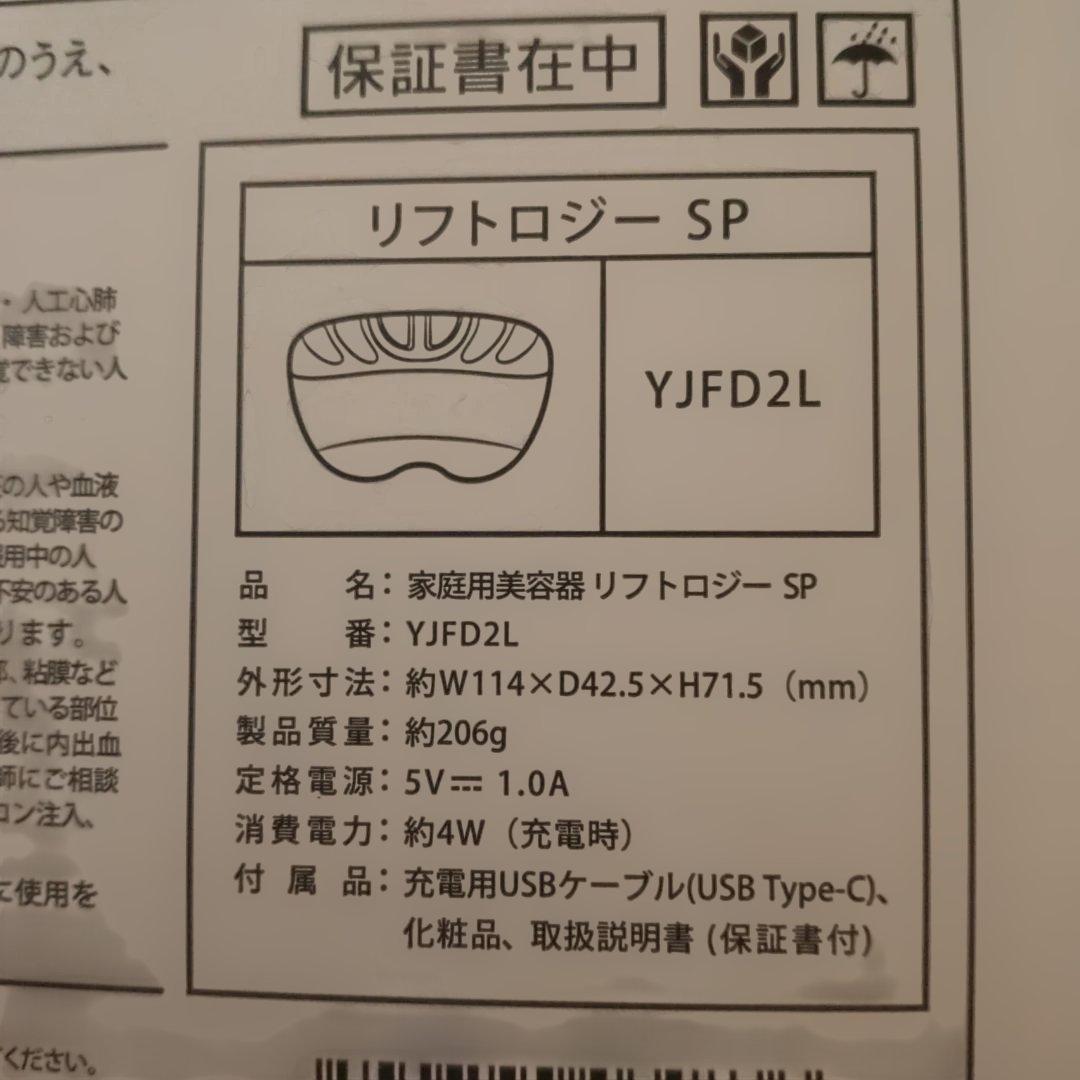 のうえ、
保証書在中
リフトロジー SP
YJFD2L
品名：家庭用美容器 リフトロジー SP
型番：YJFD2L
外形寸法：約W114×D42.5×H71.5（mm）
製品質量：約206g
定格電源：5V⎓ 1.0A
消費電力：約4W（充電時）
付属品：充電用USBケーブル(USB Type-C)、
化粧品、取扱説明書 (保証書付)
・人工心肺
障害および
覚できない人
の人や血液
る知覚障害の
用中の人
不安のある人
ります。
、粘膜など
ている部位
後に内出血
師にご相談
コン注入、
に使用を
ください。